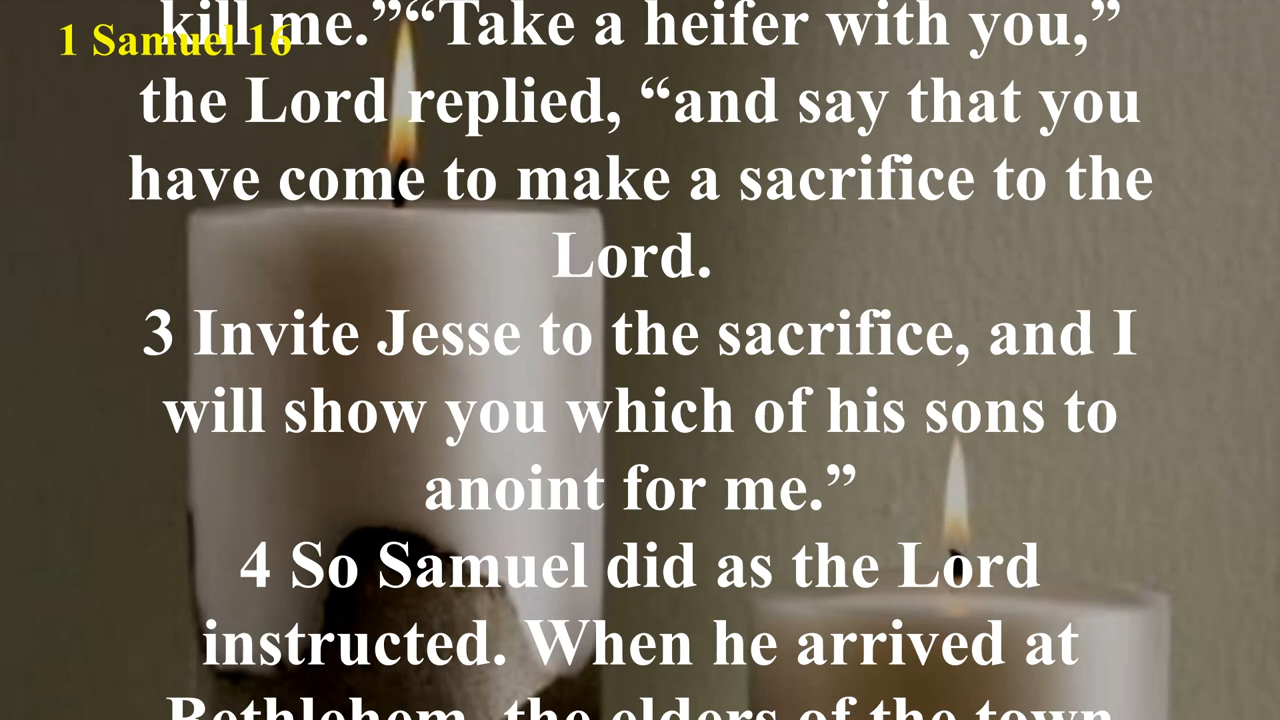 kill me.”“Take a heifer with you,”
1 Samuel 16
the Lord replied, “and say that you
have come to make a sacrifice to the
Lord.
3 Invite Jesse to the sacrifice, and I
will show you which of his sons to
anoint for me.”
4 So Samuel did as the Lord
instructed. When he arrived at
Bethlehem, the elders of the town